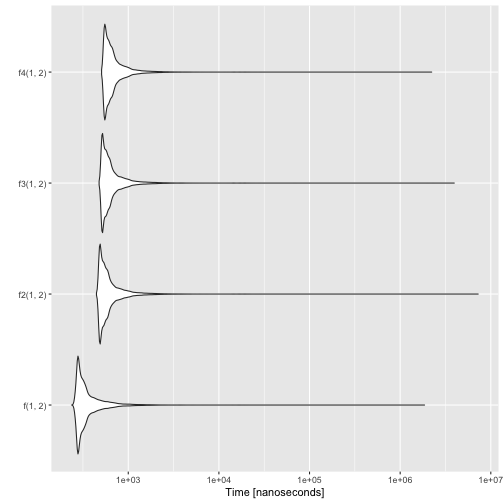 f4(1, 2)
f3(1, 2)
f2(1, 2)
f(1, 2)
1e+03 1e+04 1e+05 1e+06 1e+07
Time [nanoseconds]